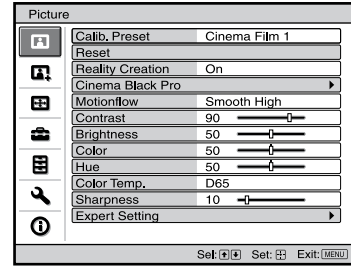 Picture
Calib. Preset Cinema Film 1
Reset
Reality Creation On
Cinema Black Pro
Motionflow Smooth High
Contrast 90
Brightness 50
Color 50
Hue 50
Color Temp. D65
Sharpness 10
Expert Setting
Sel: Set: Exit: MENU